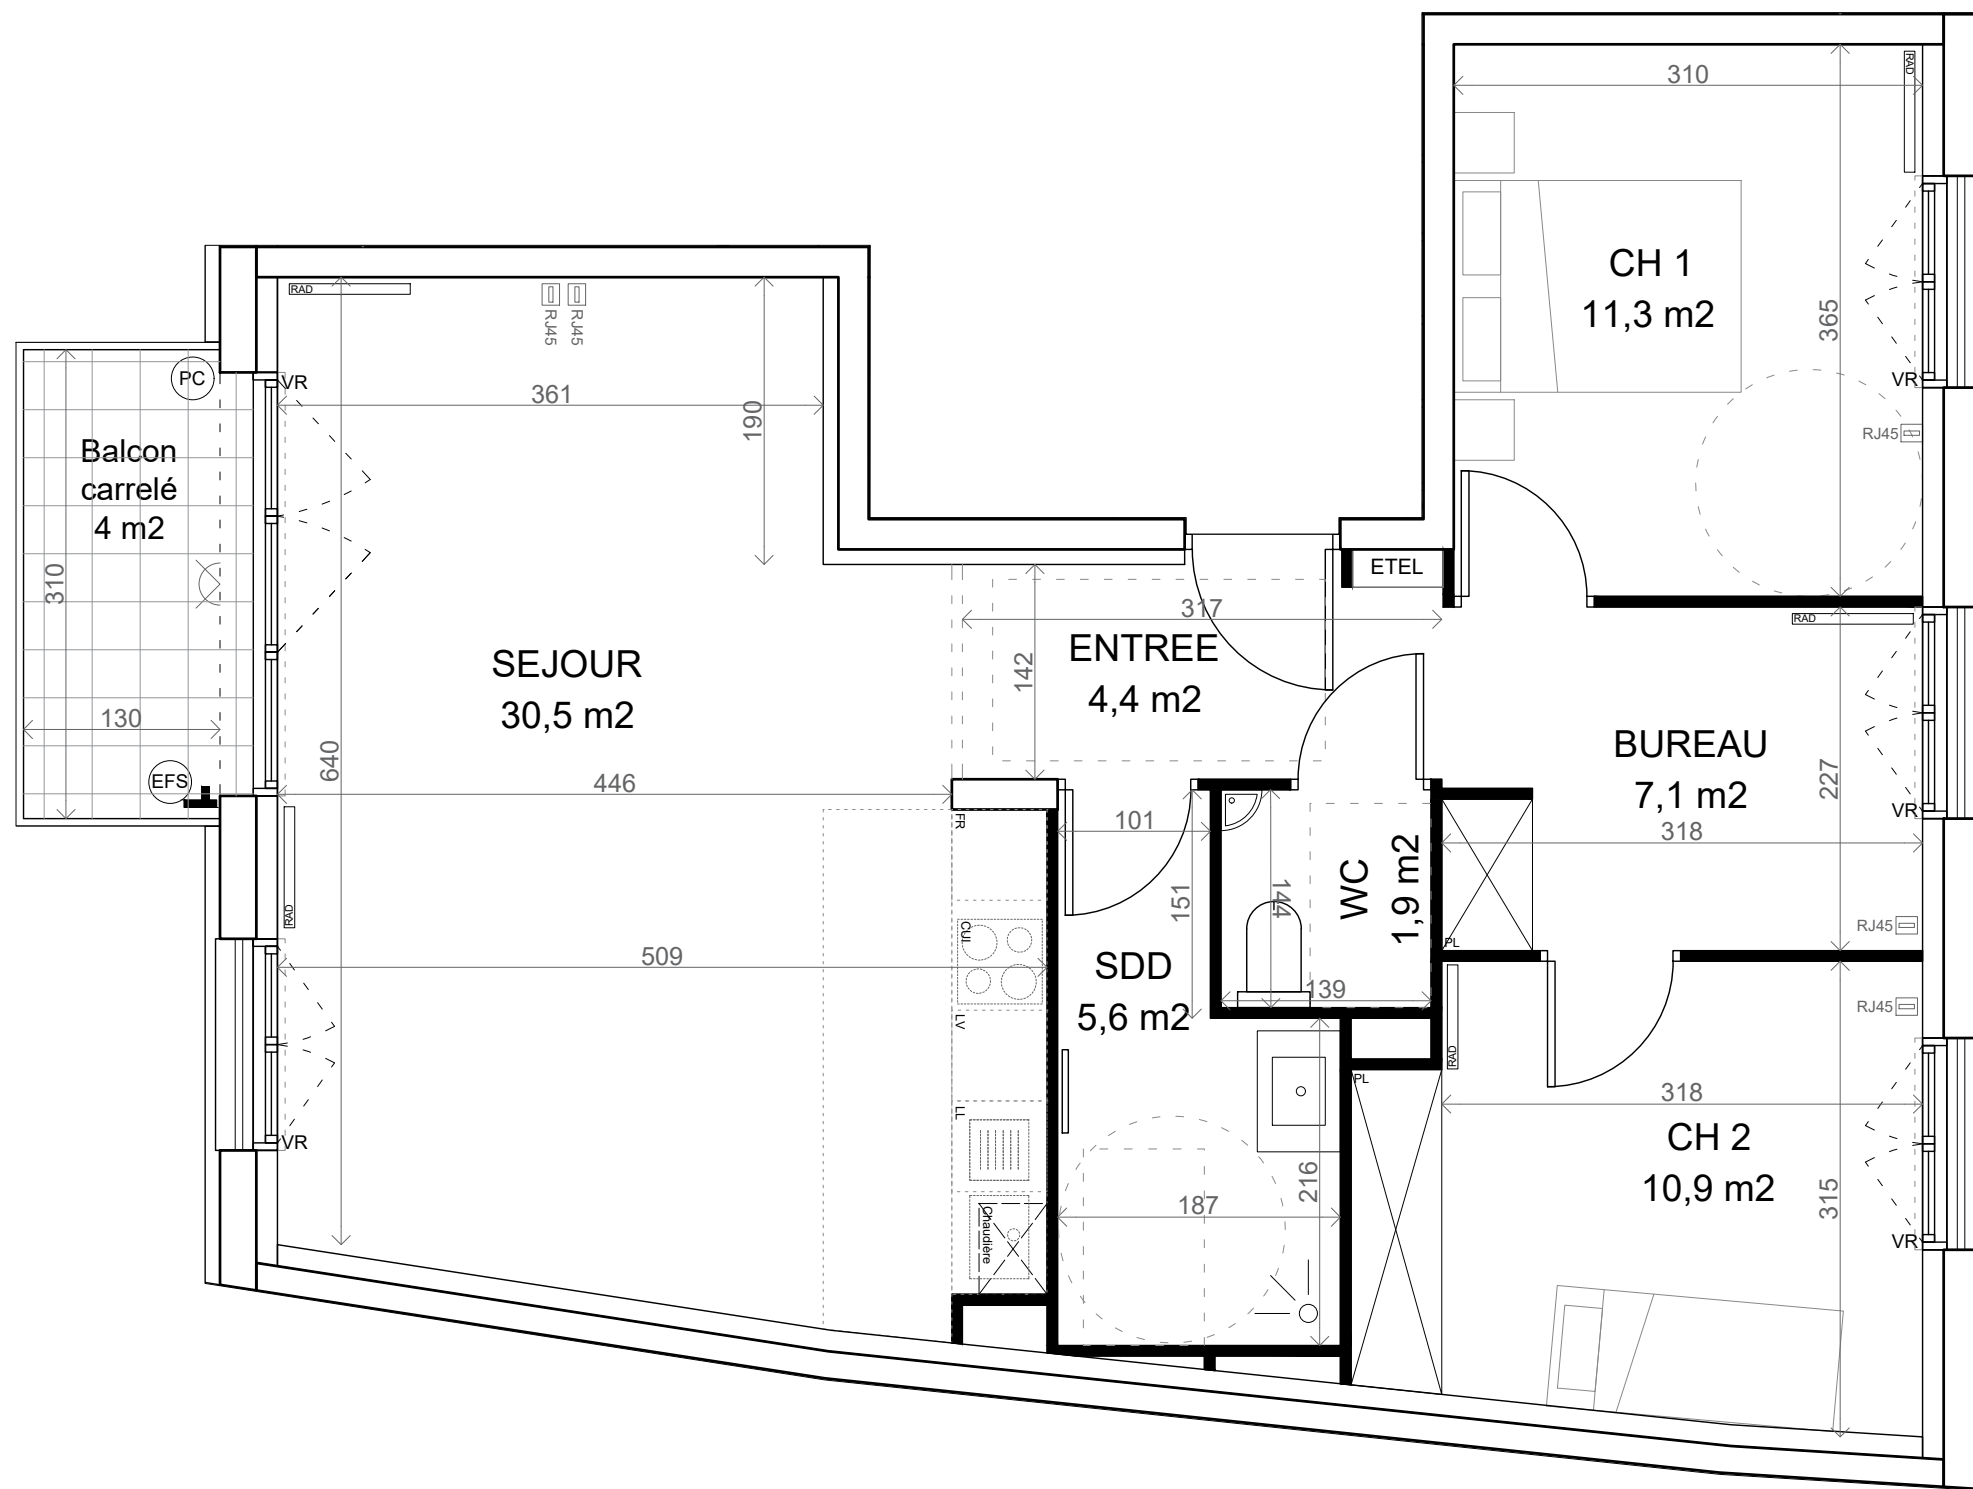 310
RAD
CH 1
11,3 m2
365
VR
RJ45
RAD
RJ45
RJ45
VR
361
190
PC
Balcon
carrelé
4 m2
310
130
EFS
SEJOUR
30,5 m2
640
446
RAD
509
VR
ETEL
317
ENTREE
4,4 m2
142
RAD
BUREAU
7,1 m2
227
VR
318
RJ45
PL
FR
CUI
LV
LL
Chaudière
101
151
SDD
5,6 m2
144
WC
1,9 m2
139
216
187
PL
RAD
RJ45
318
CH 2
10,9 m2
315
VR